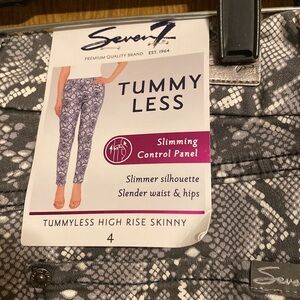 Seven7
PREMIUM QUALITY BRAND EST. 1964
TUMMY
LESS
Slimming
Control Panel
Slimmer silhouette
Slender waist & hips
TUMMYLESS HIGH RISE SKINNY
4
Seve